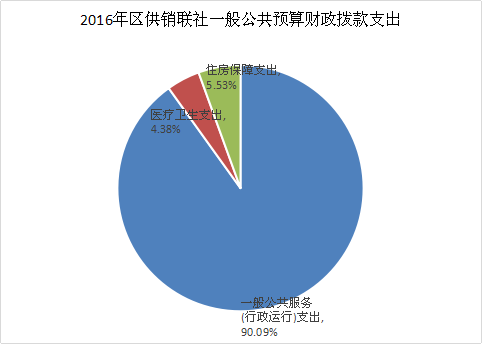 2016年区供销联社一般公共预算财政拨款支出
住房保障支出,
5.53%
医疗卫生支出,
4.38%
一般公共服务
(行政运行)支出,
90.09%